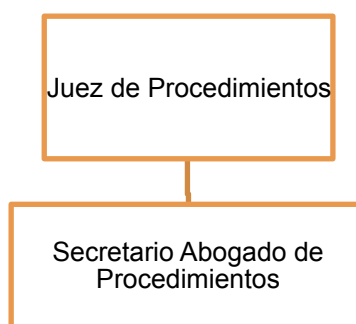 Juez de Procedimientos
Secretario Abogado de
Procedimientos